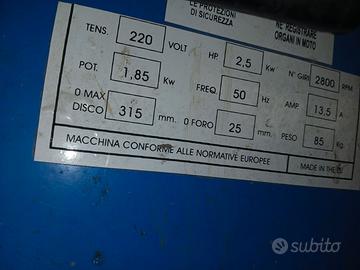 LE PROTEZIONI
DI SICUREZZA
NE REGISTRARE
ORGANI IN MOTO
TENS. 220 VOLT HP. 2,5 Kw N° GIRI 2800 RPM
POT. 1,85 Kw FREQ. 50 Hz AMP. 13,5 A
O MAX DISCO 315 mm. O FORO 25 mm. PESO 85 Kg.
MACCHINA CONFORME ALLE NORMATIVE EUROPEE MADE IN THE
subito